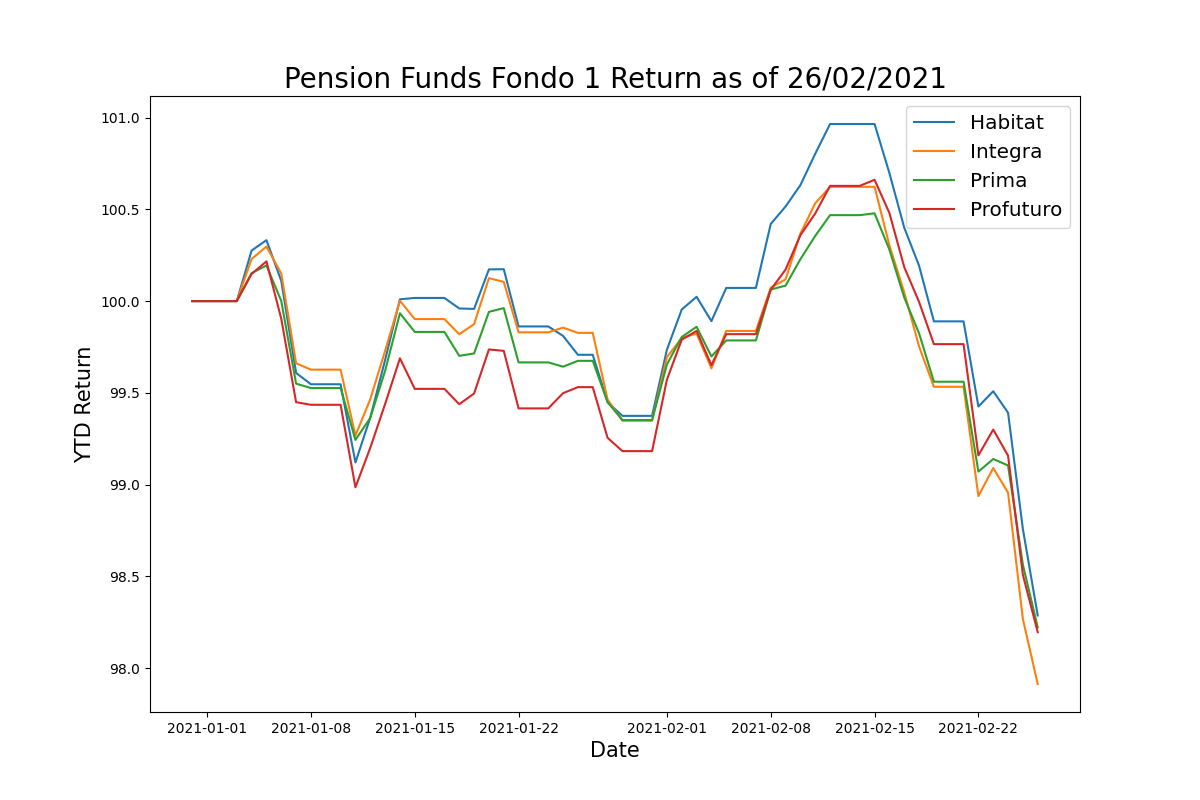 Pension Funds Fondo 1 Return as of 26/02/2021
Habitat
Integra
Prima
Profuturo
YTD Return
101.0
100.5
100.0
99.5
99.0
98.5
98.0
2021-01-01 2021-01-08 2021-01-15 2021-01-22 2021-02-01 2021-02-08 2021-02-15 2021-02-22
Date